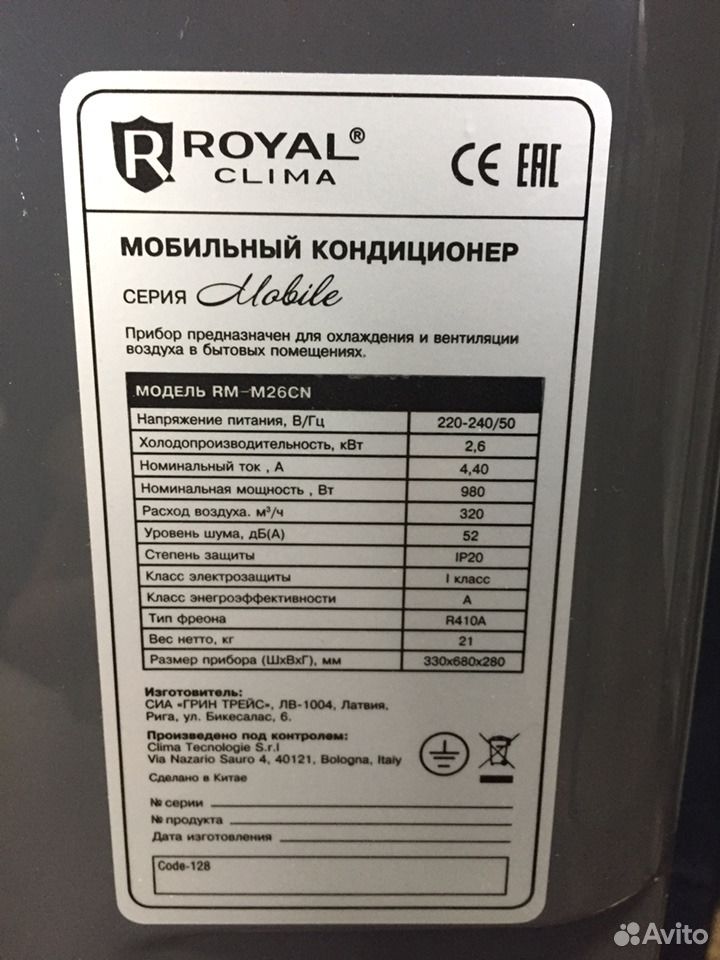 R ROYAL®
CLIMA
CE EAC
МОБИЛЬНЫЙ КОНДИЦИОНЕР
СЕРИЯ Mobile
Прибор предназначен для охлаждения и вентиляции
воздуха в бытовых помещениях.
МОДЕЛЬ RM-M26CN
Напряжение питания, В/Гц 220-240/50
Холодопроизводительность, кВт 2,6
Номинальный ток , А 4,40
Номинальная мощность , Вт 980
Расход воздуха. м³/ч 320
Уровень шума, дБ(А) 52
Степень защиты IP20
Класс электрозащиты I класс
Класс энегроэффективности А
Тип фреона R410A
Вес нетто, кг 21
Размер прибора (ШхВхГ), мм 330x680x280
Изготовитель:
СИА «ГРИН ТРЕЙС», ЛВ-1004, Латвия,
Рига, ул. Бикесалас, 6.
Произведено под контролем:
Clima Tecnologie S.r.l
Via Nazario Sauro 4, 40121, Bologna, Italy
Сделано в Китае
№ серии
№ продукта
Дата изготовления
Code-128
Avito